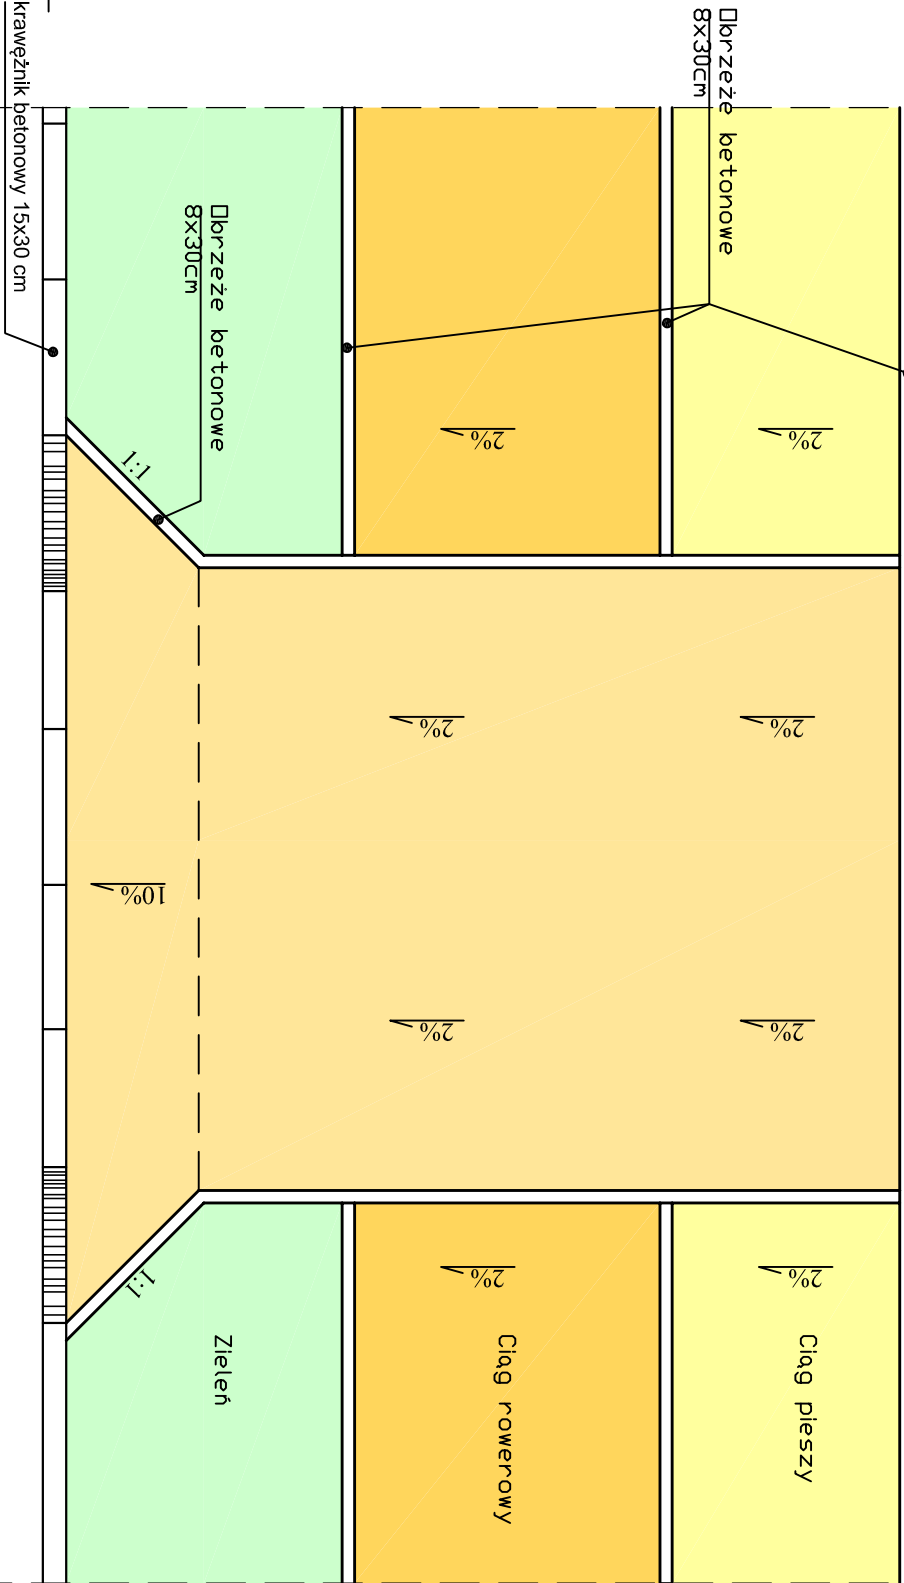 krawężnik betonowy 15x30 cm
brzeże betonowe
8x30cm
brzeże betonowe
8x30cm
1:1
2%
2%
2%
2%
10%
2%
2%
2%
2%
1:1
Zieleń
Ciąg rowerowy
Ciąg pieszy